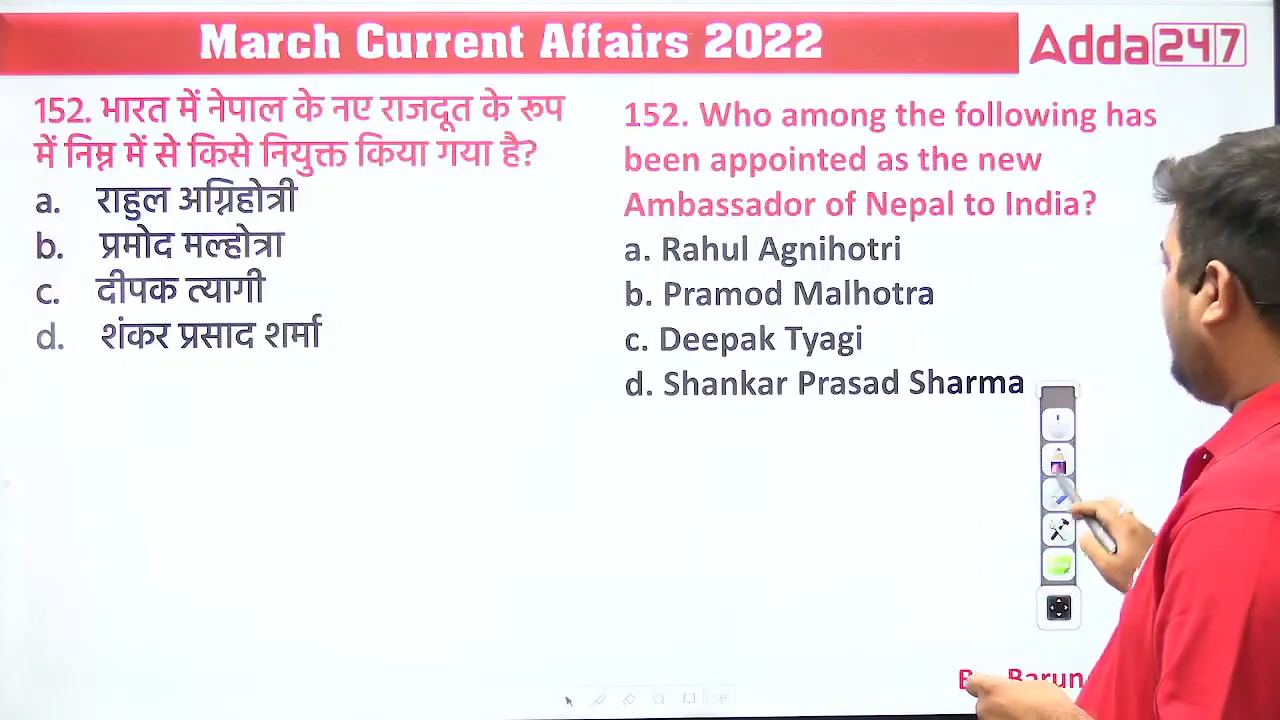 March Current Affairs 2022
Adda247
152. भारत में नेपाल के नए राजदूत के रूप
में निम्न में से किसे नियुक्त किया गया है?
a. राहुल अग्निहोत्री
b. प्रमोद मल्होत्रा
c. दीपक त्यागी
d. शंकर प्रसाद शर्मा
152. Who among the following has
been appointed as the new
Ambassador of Nepal to India?
a. Rahul Agnihotri
b. Pramod Malhotra
c. Deepak Tyagi
d. Shankar Prasad Sharma